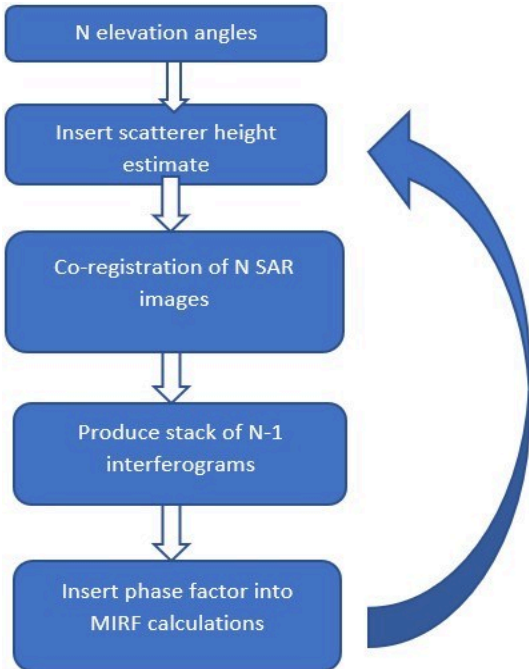 N elevation angles
Insert scatterer height
estimate
Co-registration of N SAR
images
Produce stack of N-1
interferograms
Insert phase factor into
MIRF calculations